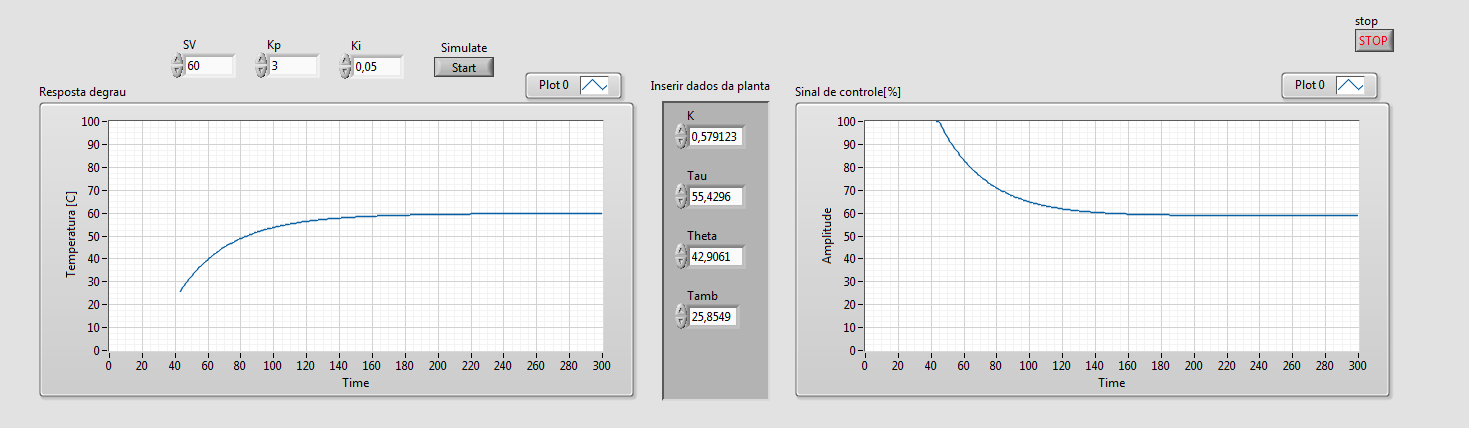 stop
STOP
SV
60
Kp
3
Ki
0,05
Simulate
Start
Resposta degrau
Plot 0
Temperatura [C]
100
90
80
70
60
50
40
30
20
10
0
0 20 40 60 80 100 120 140 160 180 200 220 240 260 280 300
Time
Inserir dados da planta
K
0,579123
Tau
55,4296
Theta
42,9061
Tamb
25,8549
Sinal de controle[%]
Plot 0
Amplitude
100
90
80
70
60
50
40
30
20
10
0
0 20 40 60 80 100 120 140 160 180 200 220 240 260 280 300
Time